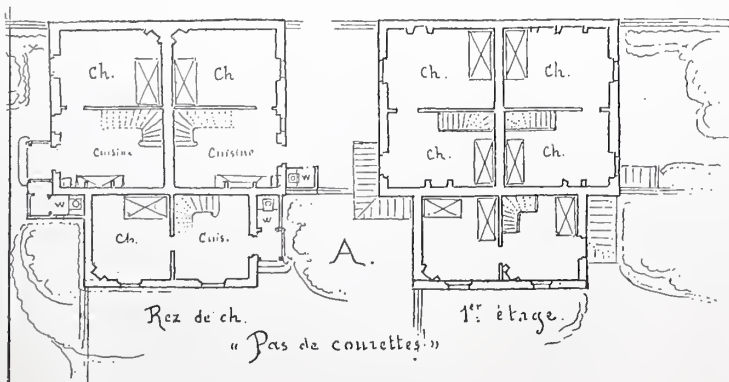 Ch. Ch Ch. Ch.
Cuisine Cuisine Ch. Ch.
W W
Ch. Cuis. W
A.
Rez de ch. 1er étage.
"Pas de courettes!"